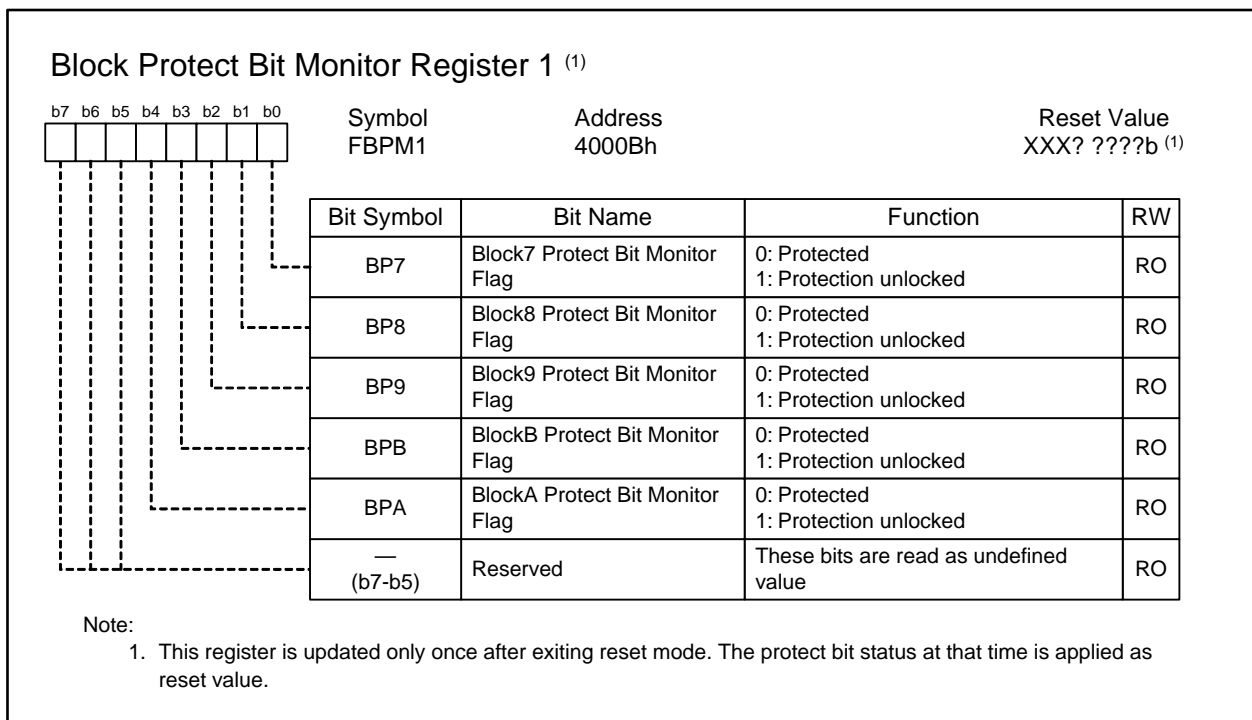 Block Protect Bit Monitor Register 1 (1)
b7 b6 b5 b4 b3 b2 b1 b0
Symbol Address Reset Value
FBPM1 4000Bh XXX? ????b (1)
Bit Symbol Bit Name Function RW
BP7 Block7 Protect Bit Monitor Flag 0: Protected 1: Protection unlocked RO
BP8 Block8 Protect Bit Monitor Flag 0: Protected 1: Protection unlocked RO
BP9 Block9 Protect Bit Monitor Flag 0: Protected 1: Protection unlocked RO
BPB BlockB Protect Bit Monitor Flag 0: Protected 1: Protection unlocked RO
BPA BlockA Protect Bit Monitor Flag 0: Protected 1: Protection unlocked RO
— (b7-b5) Reserved These bits are read as undefined value RO
Note:
1. This register is updated only once after exiting reset mode. The protect bit status at that time is applied as
reset value.